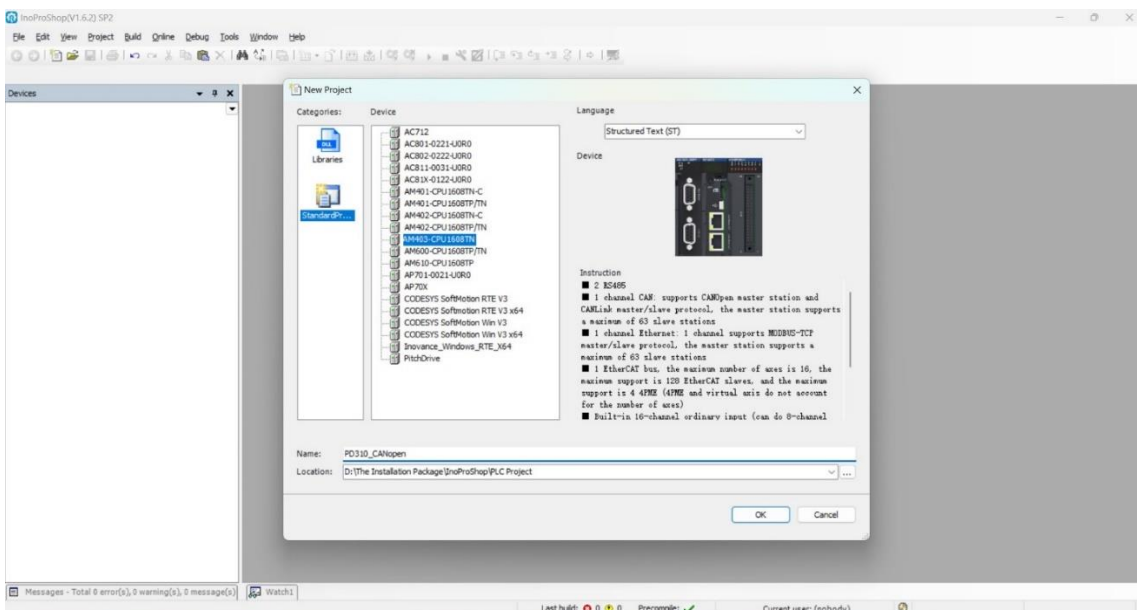 InoProShop(V1.6.2) SP2
File Edit View Project Build Online Debug Tools Window Help
Devices
New Project
Categories:
Libraries
StandardPr...
Device
AC712
AC801-0221-U0R0
AC802-0222-U0R0
AC811-0031-U0R0
AC81X-0122-U0R0
AM401-CPU1608TN-C
AM401-CPU1608TP/TN
AM402-CPU1608TN-C
AM402-CPU1608TP/TN
AM403-CPU1608TN
AM600-CPU1608TP/TN
AM610-CPU1608TP
AP701-0021-U0R0
AP70X
CODESYS SoftMotion RTE V3
CODESYS Softmotion RTE V3 x64
CODESYS SoftMotion Win V3
CODESYS SoftMotion Win V3 x64
Inovance_Windows_RTE_X64
PitchDrive
Language
Structured Text (ST)
Device
Instruction
■ 2 RS485
■ 1 channel CAN: supports CANOpen master station and
CANLink master/slave protocol, the master station supports
a maximum of 63 slave stations
■ 1 channel Ethernet: 1 channel supports MODBUS-TCP
master/slave protocol, the master station supports a
maximum of 63 slave stations
■ 1 EtherCAT bus, the maximum number of axes is 16, the
maximum support is 128 EtherCAT slaves, and the maximum
support is 4 4PME (4PME and virtual axis do not account
for the number of axes)
■ Built-in 16-channel ordinary input (can do 8-channel
Name: PD310_CANopen
Location: D:\The Installation Package\InoProShop\PLC Project
OK Cancel
Messages - Total 0 error(s), 0 warning(s), 0 message(s) Watch1
Last build: 0 0 Precompile: Current user: (nobody)